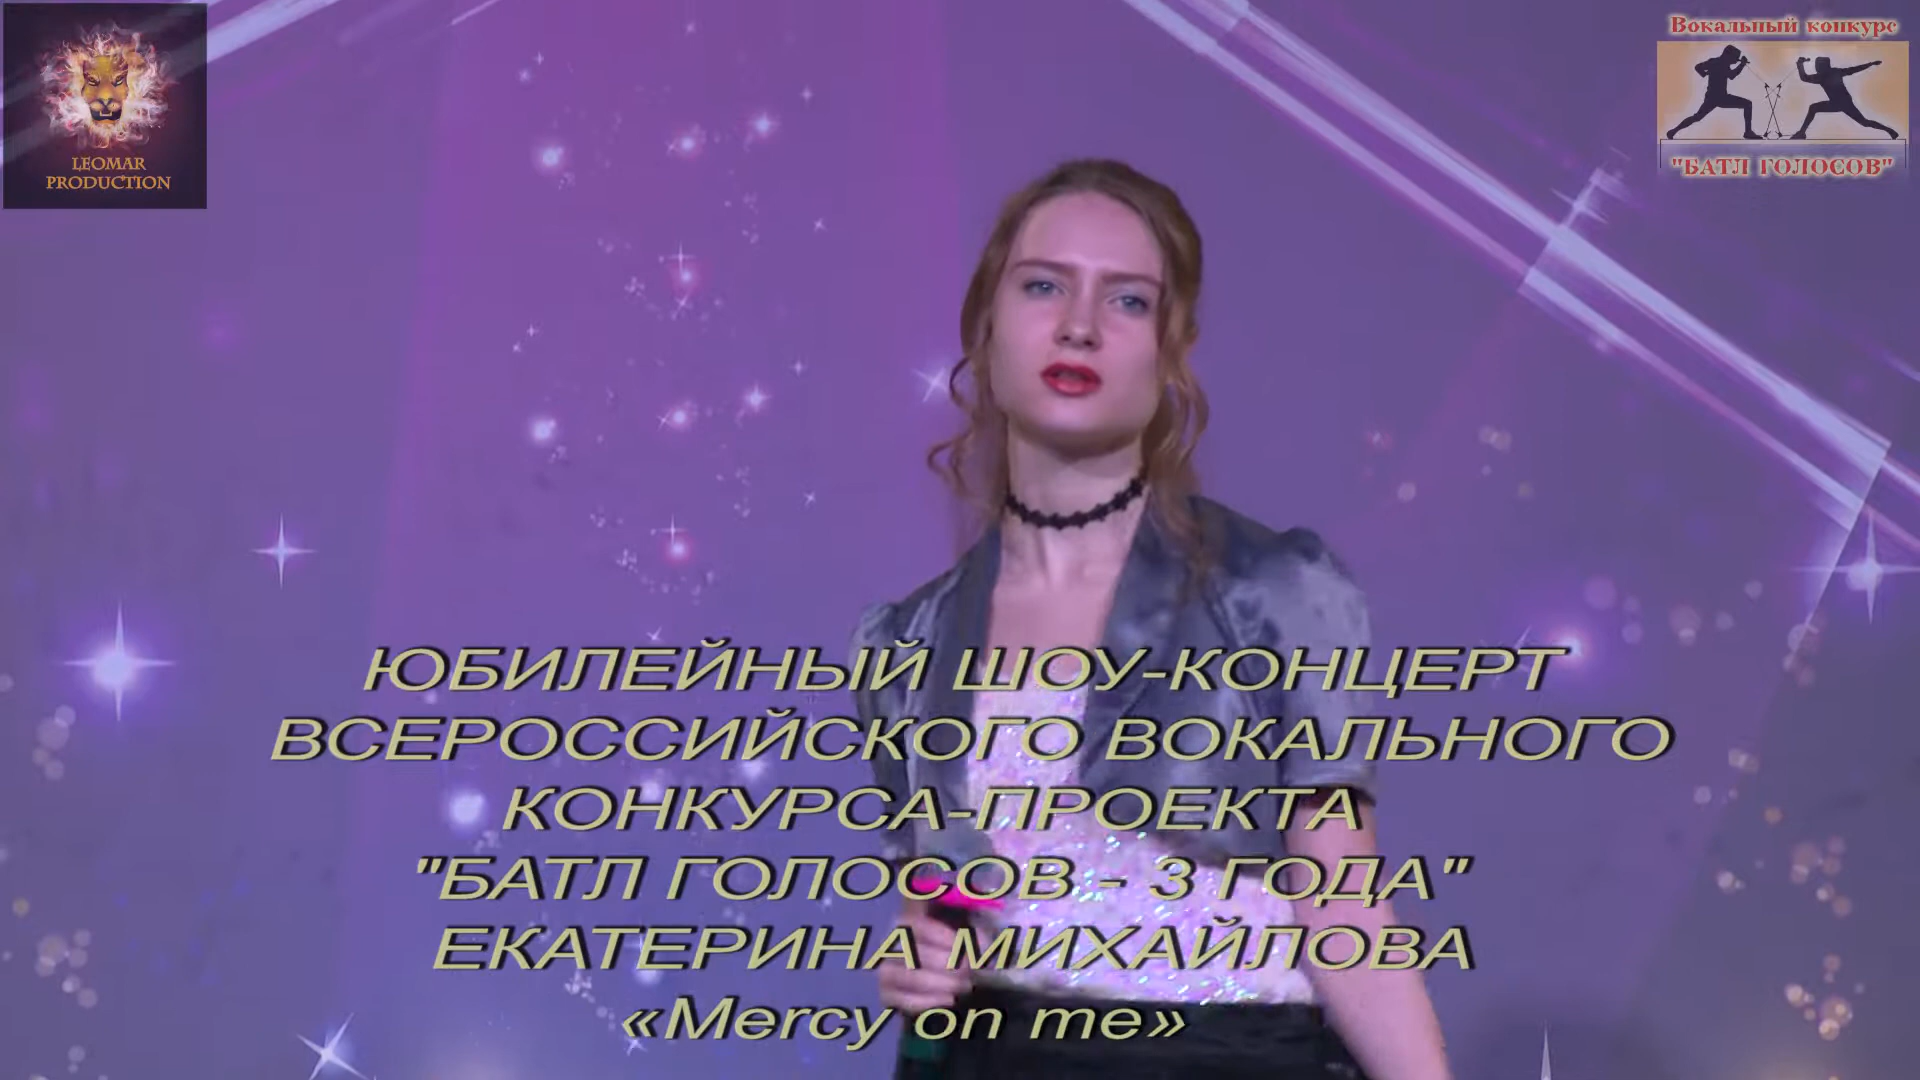 LEOMAR
PRODUCTION
Вокальный конкурс
"БАТЛ ГОЛОСОВ"
ЮБИЛЕЙНЫЙ ШОУ-КОНЦЕРТ
ВСЕРОССИЙСКОГО ВОКАЛЬНОГО
КОНКУРСА-ПРОЕКТА
"БАТЛ ГОЛОСОВ - 3 ГОДА"
ЕКАТЕРИНА МИХАЙЛОВА
«Mercy on me»